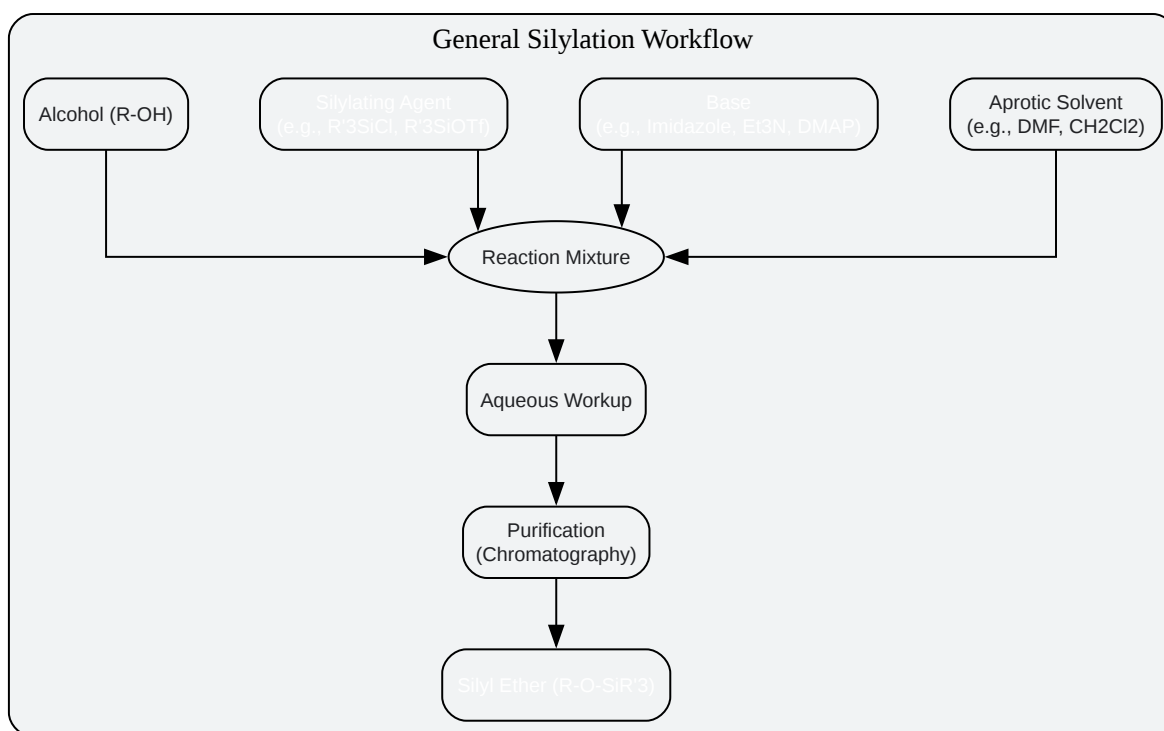 General Silylation Workflow
Alcohol (R-OH)
Silylating Agent
(e.g., R'3SiCl, R'3SiOTf)
Base
(e.g., Imidazole, Et3N, DMAP)
Aprotic Solvent
(e.g., DMF, CH2Cl2)
Reaction Mixture
Aqueous Workup
Purification
(Chromatography)
Silyl Ether (R-O-SiR'3)